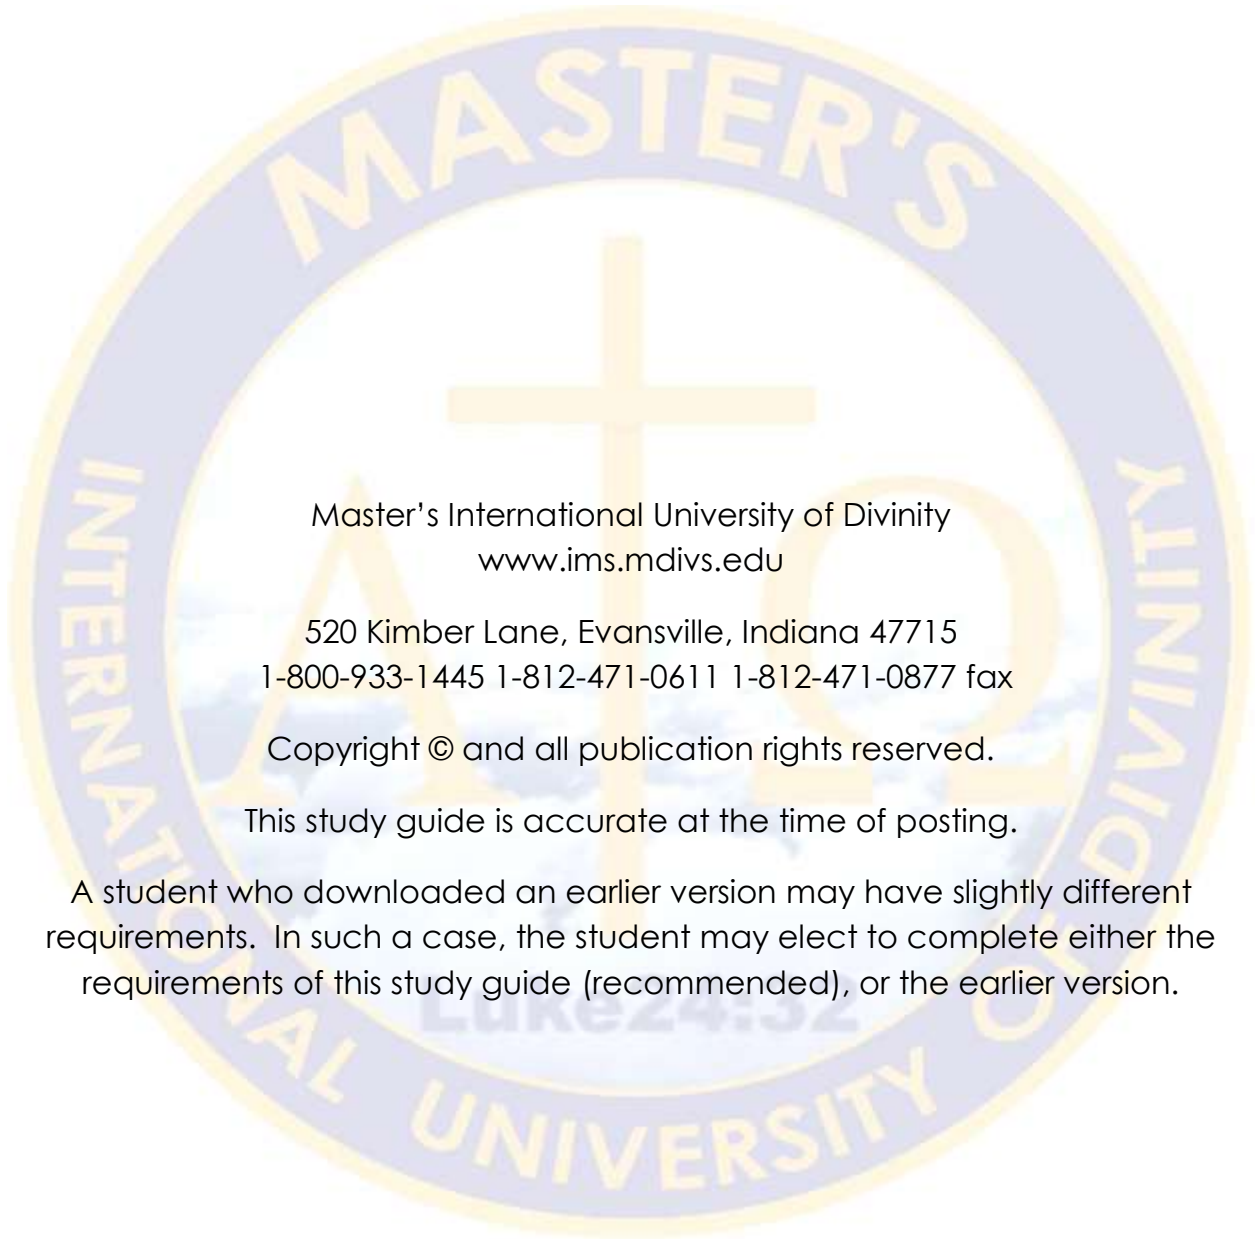 MASTER'S
INTERNATIONAL UNIVERSITY OF DIVINITY
Α Ω
Master’s International University of Divinity
www.ims.mdivs.edu
520 Kimber Lane, Evansville, Indiana 47715
1-800-933-1445 1-812-471-0611 1-812-471-0877 fax
Copyright © and all publication rights reserved.
This study guide is accurate at the time of posting.
A student who downloaded an earlier version may have slightly different
requirements. In such a case, the student may elect to complete either the
requirements of this study guide (recommended), or the earlier version.
Luke24:32